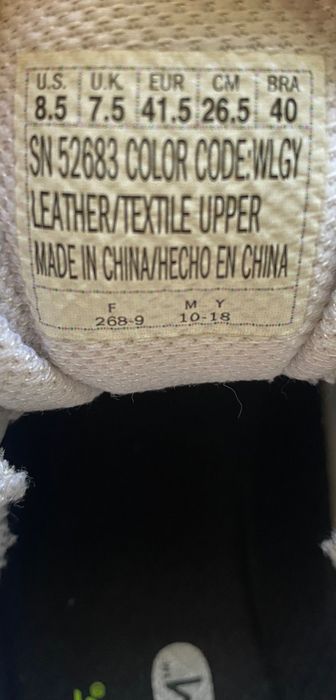 U.S. U.K. EUR CM BRA
8.5 7.5 41.5 26.5 40
SN 52683 COLOR CODE:WLGY
LEATHER/TEXTILE UPPER
MADE IN CHINA/HECHO EN CHINA
F M Y
268-9 10-18